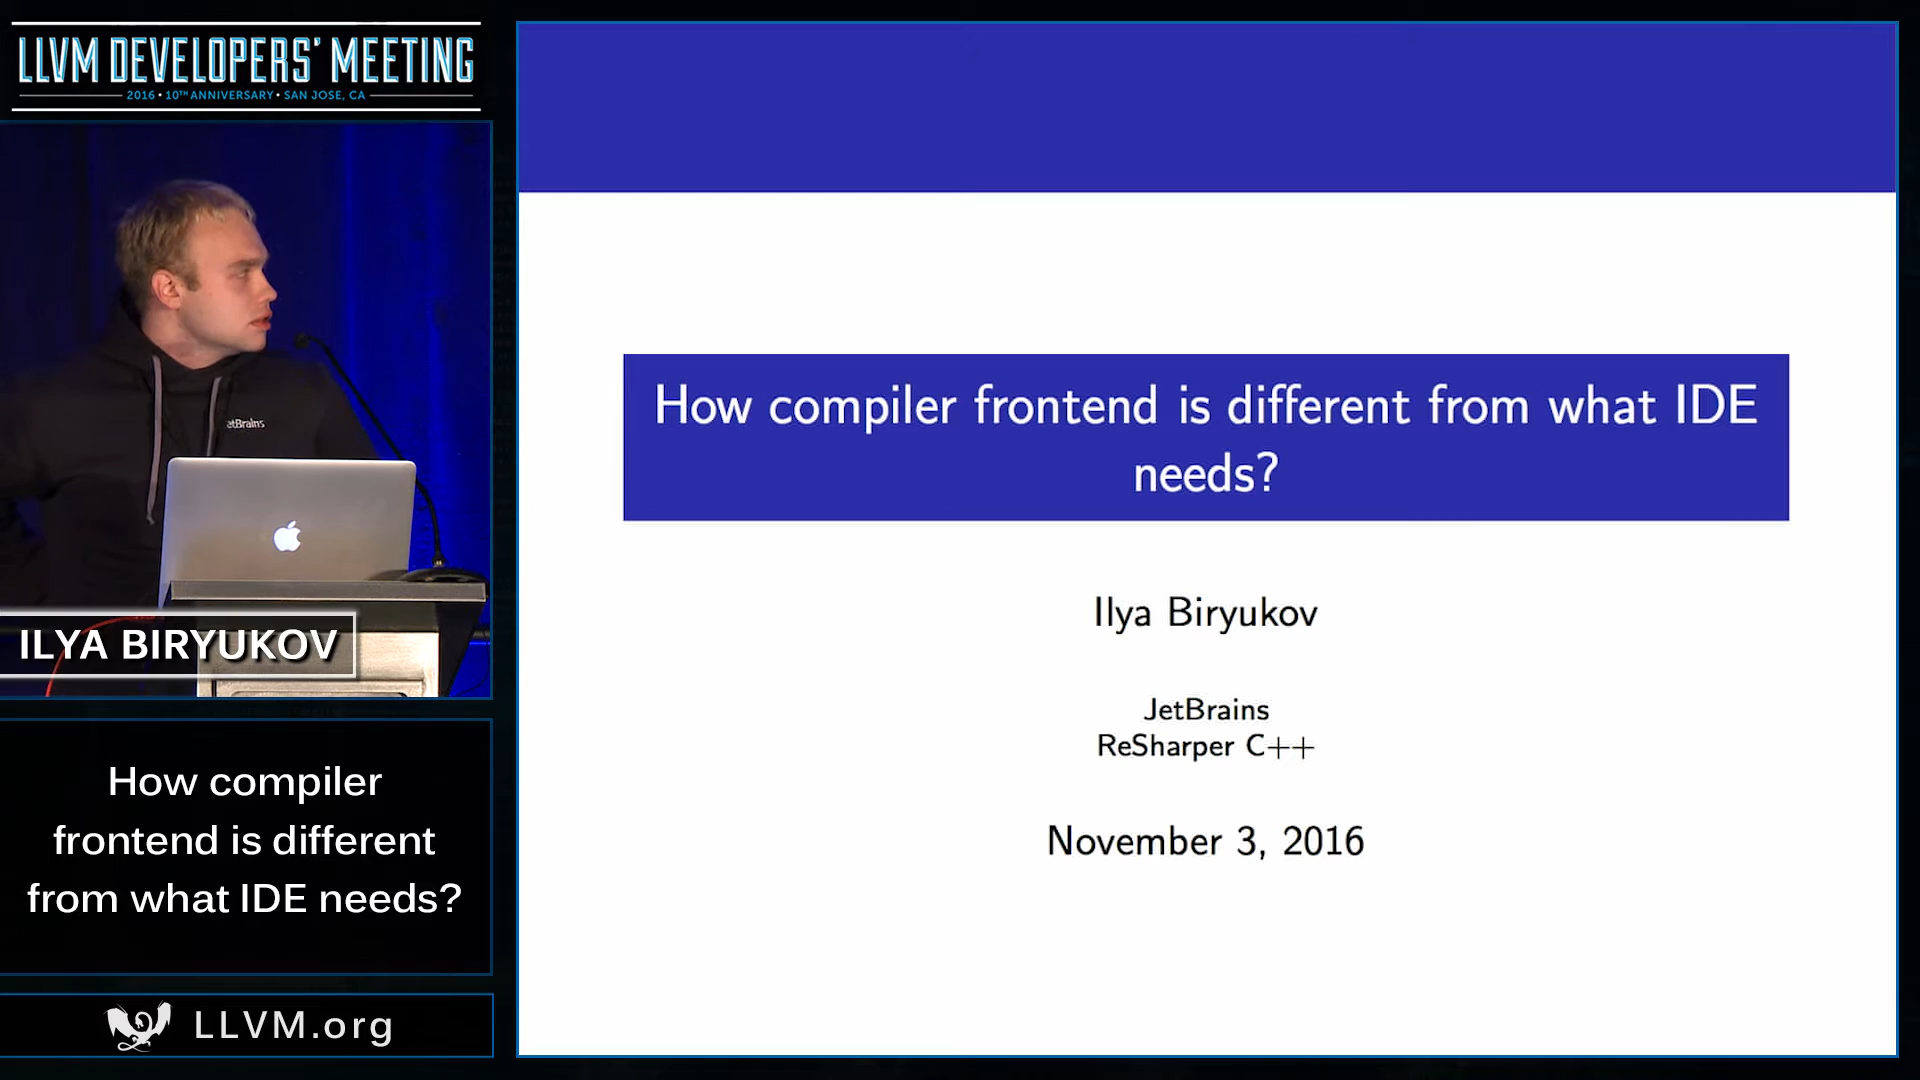 LLVM DEVELOPERS' MEETING
2016 • 10TH ANNIVERSARY • SAN JOSE, CA
etBrains
ILYA BIRYUKOV
How compiler
frontend is different
from what IDE needs?
LLVM.org
How compiler frontend is different from what IDE
needs?
Ilya Biryukov
JetBrains
ReSharper C++
November 3, 2016